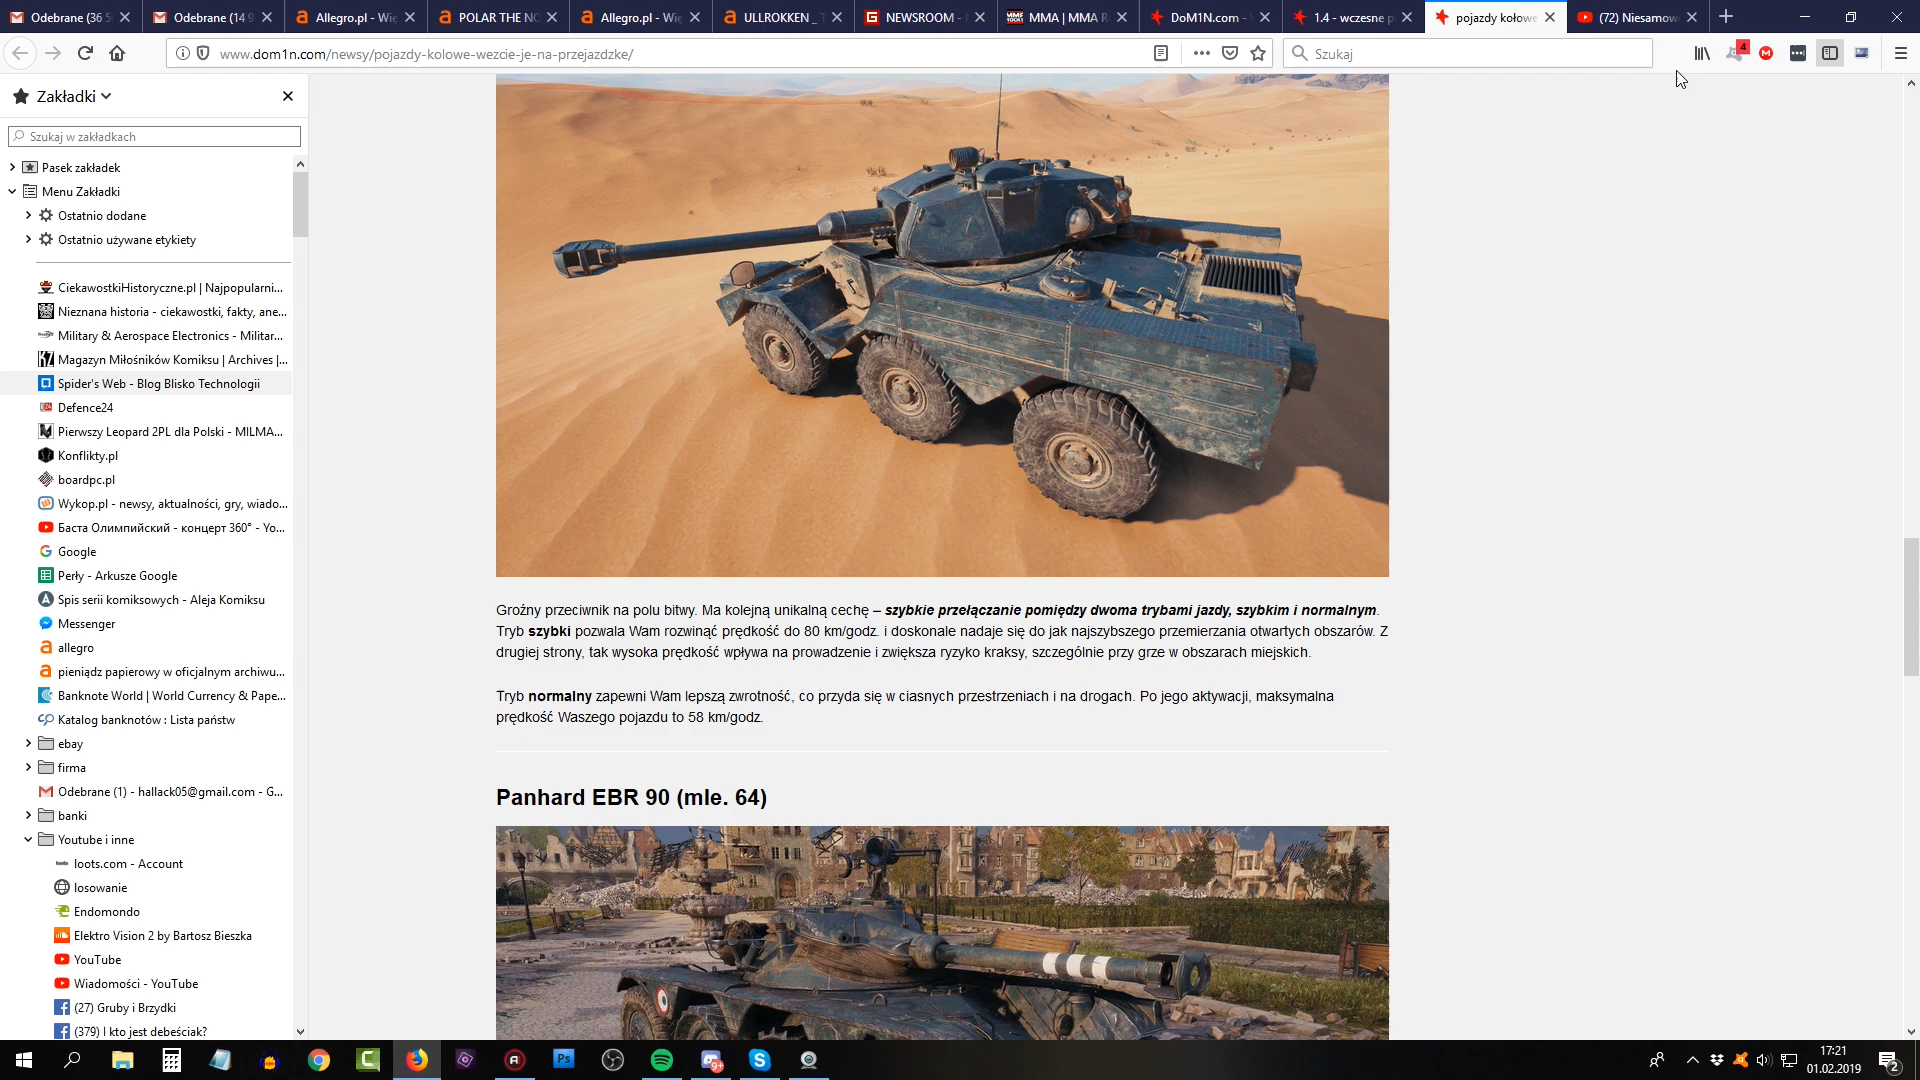 Odebrane (36 5
Odebrane (14 9
Allegro.pl - Wię
POLAR THE NO
Allegro.pl - Wię
ULLROKKEN _
NEWSROOM -
MMA | MMA R
DoM1N.com -
1.4 - wczesne p
pojazdy kołowe
(72) Niesamow
www.dom1n.com/newsy/pojazdy-kolowe-wezcie-je-na-przejazdzke/
Szukaj
4
Zakładki
Szukaj w zakładkach
Pasek zakładek
Menu Zakładki
Ostatnio dodane
Ostatnio używane etykiety
CiekawostkiHistoryczne.pl | Najpopularni...
Nieznana historia - ciekawostki, fakty, ane...
Military & Aerospace Electronics - Militar...
Magazyn Miłośników Komiksu | Archives |...
Spider's Web - Blog Blisko Technologii
Defence24
Pierwszy Leopard 2PL dla Polski - MILMA...
Konflikty.pl
boardpc.pl
Wykop.pl - newsy, aktualności, gry, wiado...
Баста Олимпийский - концерт 360° - Yo...
Google
Perły - Arkusze Google
Spis serii komiksowych - Aleja Komiksu
Messenger
allegro
pieniądz papierowy w oficjalnym archiwu...
Banknote World | World Currency & Pape...
Katalog banknotów : Lista państw
ebay
firma
Odebrane (1) - hallack05@gmail.com - G...
banki
Youtube i inne
loots.com - Account
losowanie
Endomondo
Elektro Vision 2 by Bartosz Bieszka
YouTube
Wiadomości - YouTube
(27) Gruby i Brzydki
(379) I kto jest debeściak?
Groźny przeciwnik na polu bitwy. Ma kolejną unikalną cechę – szybkie przełączanie pomiędzy dwoma trybami jazdy, szybkim i normalnym.
Tryb szybki pozwala Wam rozwinąć prędkość do 80 km/godz. i doskonale nadaje się do jak najszybszego przemierzania otwartych obszarów. Z
drugiej strony, tak wysoka prędkość wpływa na prowadzenie i zwiększa ryzyko kraksy, szczególnie przy grze w obszarach miejskich.
Tryb normalny zapewni Wam lepszą zwrotność, co przyda się w ciasnych przestrzeniach i na drogach. Po jego aktywacji, maksymalna
prędkość Waszego pojazdu to 58 km/godz.
Panhard EBR 90 (mle. 64)
Ps
9+
17:21
01.02.2019
2